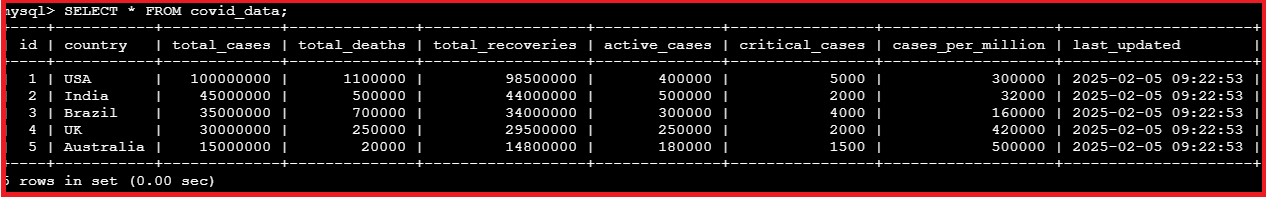 mysql> SELECT * FROM covid_data;
+----+-----------+-------------+--------------+------------------+--------------+----------------+-------------------+---------------------+
| id | country   | total_cases | total_deaths | total_recoveries | active_cases | critical_cases | cases_per_million | last_updated        |
+----+-----------+-------------+--------------+------------------+--------------+----------------+-------------------+---------------------+
|  1 | USA       |   100000000 |      1100000 |         98500000 |       400000 |           5000 |            300000 | 2025-02-05 09:22:53 |
|  2 | India     |    45000000 |       500000 |         44000000 |       500000 |           2000 |             32000 | 2025-02-05 09:22:53 |
|  3 | Brazil    |    35000000 |       700000 |         34000000 |       300000 |           4000 |            160000 | 2025-02-05 09:22:53 |
|  4 | UK        |    30000000 |       250000 |         29500000 |       250000 |           2000 |            420000 | 2025-02-05 09:22:53 |
|  5 | Australia |    15000000 |        20000 |         14800000 |       180000 |           1500 |            500000 | 2025-02-05 09:22:53 |
+----+-----------+-------------+--------------+------------------+--------------+----------------+-------------------+---------------------+
5 rows in set (0.00 sec)